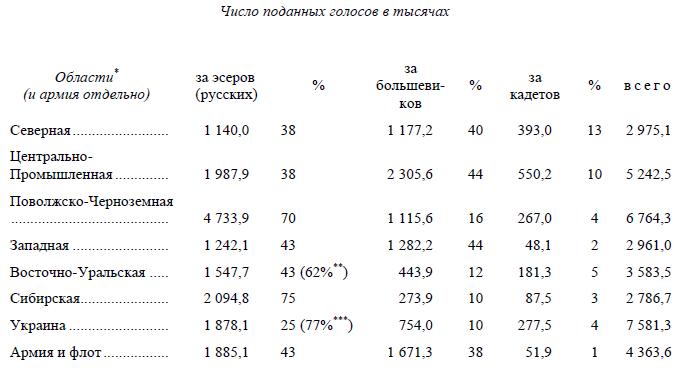 Число поданных голосов в тысячах
Области* (и армия отдельно) за эсеров (русских) % за большевиков % за кадетов % всего
Северная .......................... 1 140,0 38 1 177,2 40 393,0 13 2 975,1
Центрально-
Промышленная .............. 1 987,9 38 2 305,6 44 550,2 10 5 242,5
Поволжско-Черноземная
......................................... 4 733,9 70 1 115,6 16 267,0 4 6 764,3
Западная .......................... 1 242,1 43 1 282,2 44 48,1 2 2 961,0
Восточно-Уральская ..... 1 547,7 43 (62%**) 443,9 12 181,3 5 3 583,5
Сибирская....................... 2 094,8 75 273,9 10 87,5 3 2 786,7
Украина .......................... 1 878,1 25 (77%***) 754,0 10 277,5 4 7 581,3
Армия и флот................. 1 885,1 43 1 671,3 38 51,9 1 4 363,6